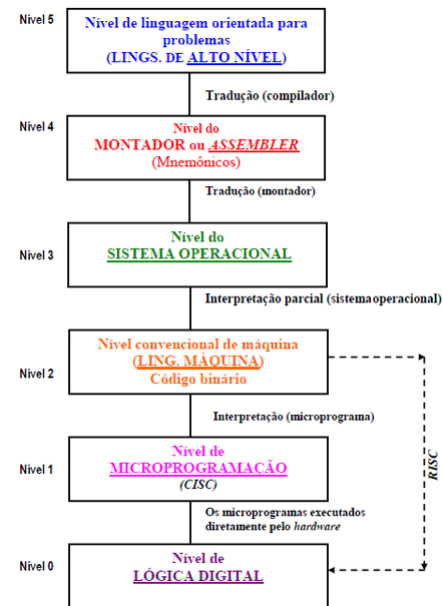 Nível 5
Nível de linguagem orientada para
problemas
(LINGS. DE ALTO NÍVEL)
Tradução (compilador)
Nível 4
Nível do
MONTADOR ou ASSEMBLER
(Mnemônicos)
Tradução (montador)
Nível 3
Nível do
SISTEMA OPERACIONAL
Interpretação parcial (sistemaoperacional)
Nível 2
Nível convencional de máquina
(LING. MÁQUINA)
Código binário
Interpretação (microprograma)
RISC
Nível 1
Nível de
MICROPROGRAMAÇÃO
(CISC)
Os microprogramas executados
diretamente pelo hardware
Nível 0
Nível de
LÓGICA DIGITAL